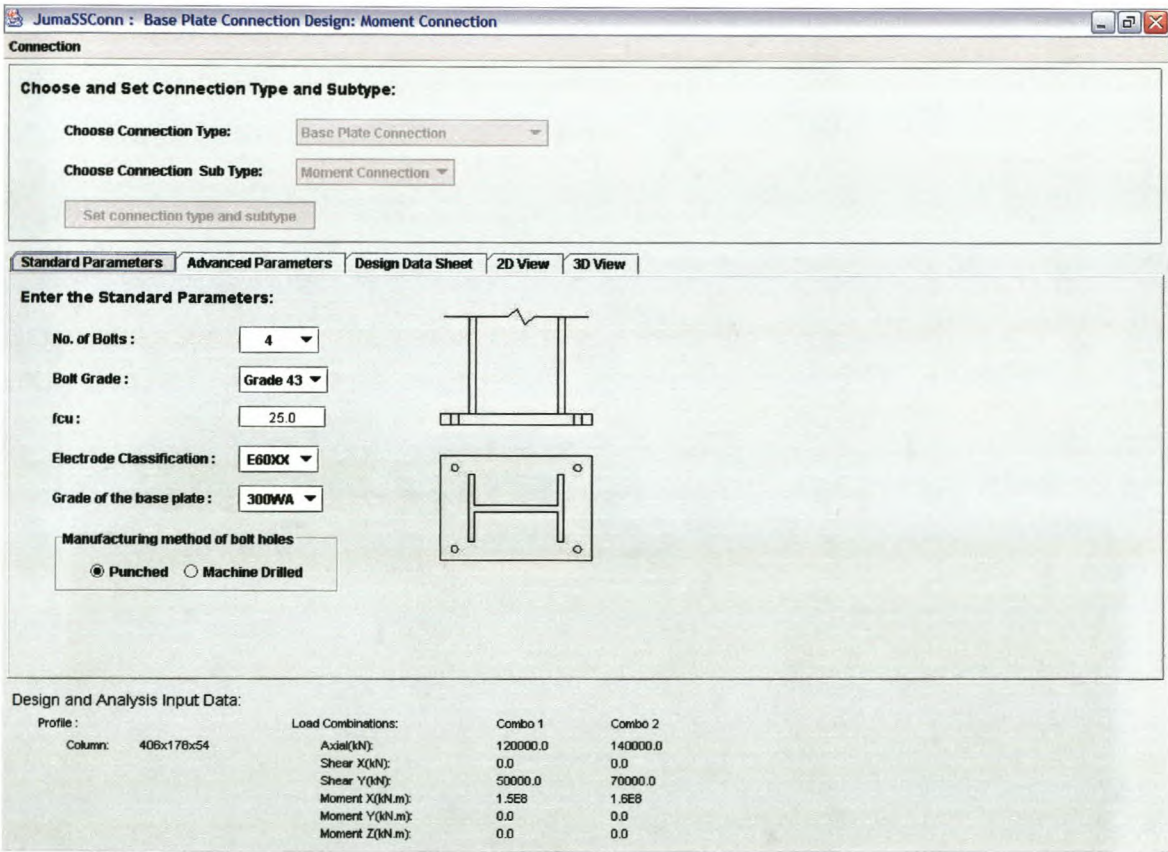 JumaSSConn : Base Plate Connection Design: Moment Connection
Connection
Choose and Set Connection Type and Subtype:
Choose Connection Type: Base Plate Connection
Choose Connection Sub Type: Moment Connection
Set connection type and subtype
Standard Parameters Advanced Parameters Design Data Sheet 2D View 3D View
Enter the Standard Parameters:
No. of Bolts : 4
Bolt Grade : Grade 43
fcu : 25.0
Electrode Classification : E60XX
Grade of the base plate : 300WA
Manufacturing method of bolt holes
Punched Machine Drilled
Design and Analysis Input Data:
Profile : Load Combinations: Combo 1 Combo 2
Column: 406x178x54 Axial(kN): 120000.0 140000.0
Shear X(kN): 0.0 0.0
Shear Y(kN): 50000.0 70000.0
Moment X(kN.m): 1.5E8 1.6E8
Moment Y(kN.m): 0.0 0.0
Moment Z(kN.m): 0.0 0.0